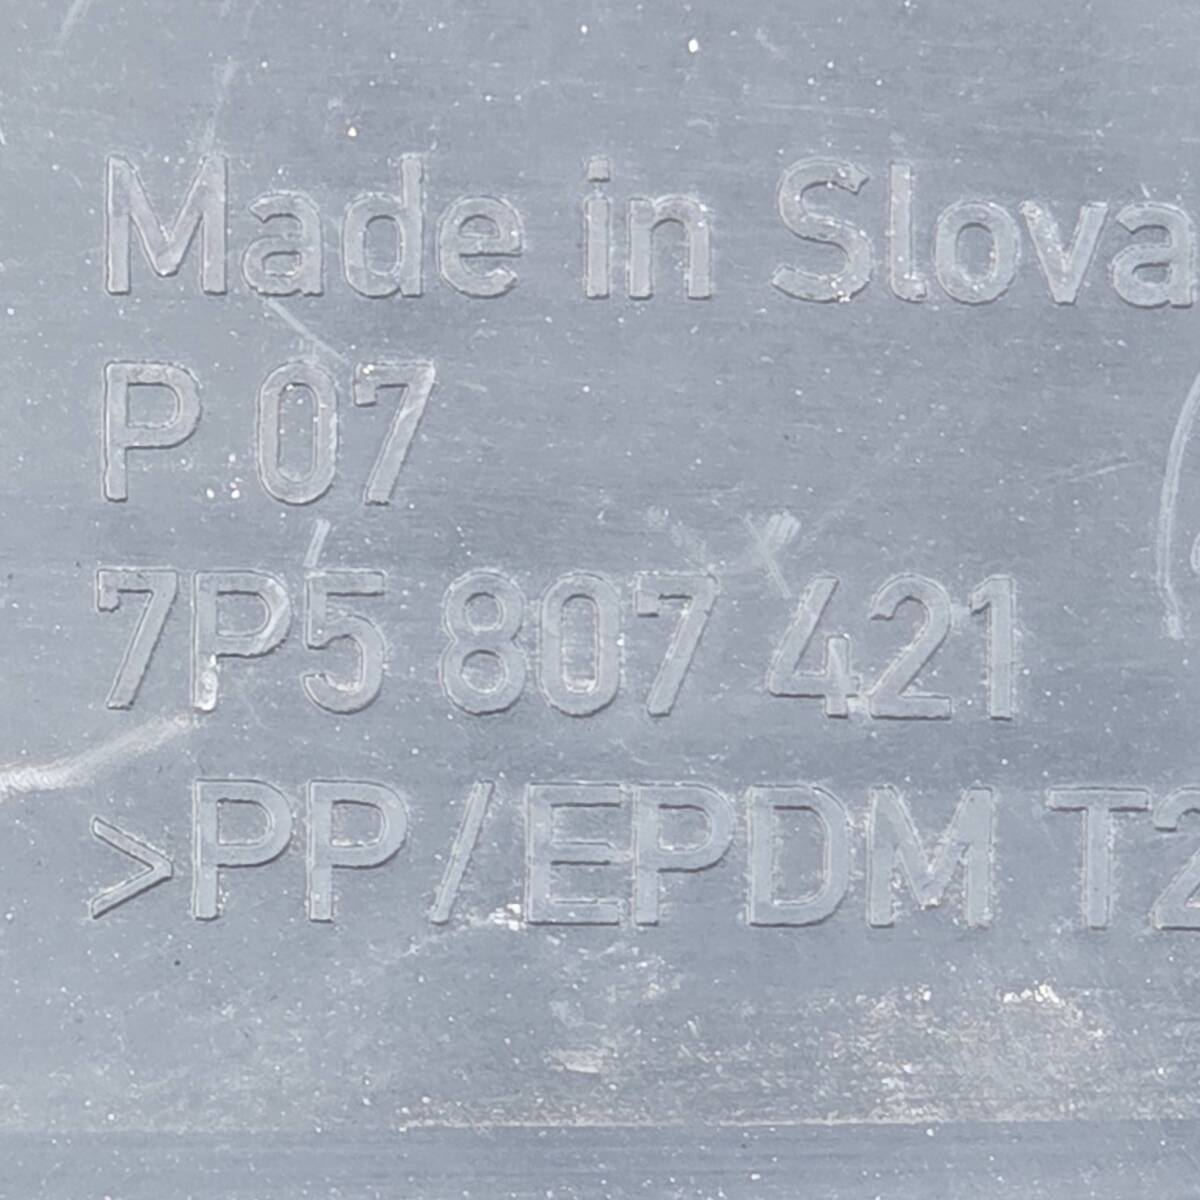 Made in Slova
P 07
7P5 807 421
>PP/EPDM T2